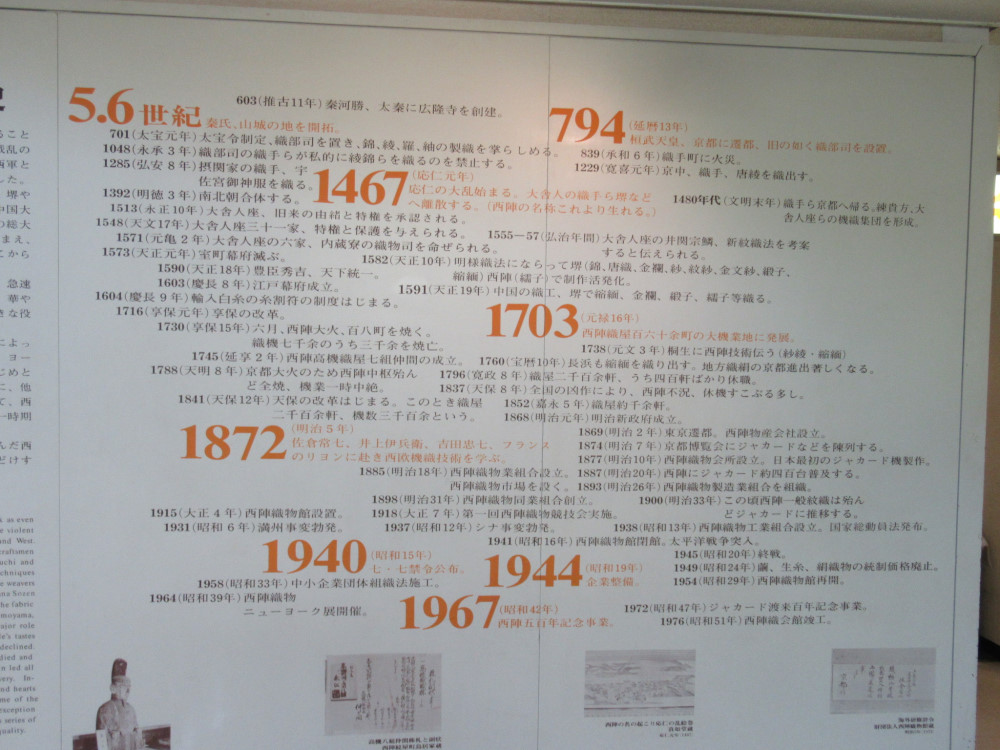 5.6世紀
秦氏、山城の地を開拓。
603(推古11年)秦河勝、太秦に広隆寺を創建。
701(太宝元年)太宝令制定、織部司を置き、錦、綾、羅、紬の製織を掌らしめる。
1048(永承3年)織部司の織手らが私的に綾錦らを織るのを禁止する。
1285(弘安8年)摂関家の織手、宇
佐宮御神服を織る。
1392(明徳3年)南北朝合体する。
794
(延暦13年)
桓武天皇、京都に遷都、旧の如く織部司を設置。
839(承和6年)織手町に火災。
1229(寛喜元年)京中、織手、唐綾を織出す。
1467
(応仁元年)
応仁の大乱始まる。大舎人の織手ら堺など
へ離散する。(西陣の名称これより生れる。)
1480年代(文明末年)織手ら京都へ帰る、練貫方、大
舎人座らの機織集団を形成。
1513(永正10年)大舎人座、旧来の由緒と特権を承認される。
1548(天文17年)大舎人座三十一家、特権と保護を与えられる。
1555-57(弘治年間)大舎人座の井関宗鱗、新紋織法を考案
すると伝えられる。
1571(元亀2年)大舎人座の六家、内蔵寮の織物司を命ぜられる。
1573(天正元年)室町幕府滅ぶ。
1582(天正10年)明様織法にならって堺(錦、唐織、金襴、紗、紋紗、金文紗、緞子、
縮緬)西陣(繻子)で制作活発化。
1590(天正18年)豊臣秀吉、天下統一。
1591(天正19年)中国の織工、堺で縮緬、金襴、緞子、繻子等織る。
1603(慶長8年)江戸幕府成立。
1604(慶長9年)輸入白糸の糸割符の制度はじまる。
1703
(元禄16年)
西陣織屋百六十余町の大機業地に発展。
1716(享保元年)享保の改革。
1730(享保15年)六月、西陣大火、百八町を焼く。
織機七千余のうち三千余を焼亡。
1738(元文3年)桐生に西陣技術伝う(紗綾・縮緬)
1745(延享2年)西陣高機織屋七組仲間の成立。
1760(宝暦10年)長浜も縮緬を織り出す。地方織絹の京都進出著しくなる。
1788(天明8年)京都大火のため西陣中枢殆ん
ど全焼、機業一時中絶。
1796(寛政8年)織屋二千百余軒、うち四百軒ばかり休職。
1837(天保8年)全国の凶作により、西陣不況、休機すこぶる多し。
1841(天保12年)天保の改革はじまる。このとき織屋
二千百余軒、機数三千百余という。
1852(嘉永5年)織屋約千余軒。
1868(明治元年)明治新政府成立。
1869(明治2年)東京遷都。西陣物産会社設立。
1872
(明治5年)
佐倉常七、井上伊兵衛、吉田忠七、フランス
のリヨンに赴き西欧機織技術を学ぶ。
1874(明治7年)京都博覧会にジャカードなどを陳列する。
1877(明治10年)西陣織物会所設立。日本最初のジャカード機製作。
1885(明治18年)西陣織物業組合設立。
西陣織物市場を設く。
1887(明治20年)西陣にジャカード約四百台普及する。
1893(明治26年)西陣織物製造業組合を組織。
1898(明治31年)西陣織物同業組合創立。
1900(明治33年)この頃西陣一般紋織は殆ん
どジャカードに推移する。
1915(大正4年)西陣織物館設置。
1918(大正7年)第一回西陣織物競技会実施。
1931(昭和6年)満州事変勃発。
1937(昭和12年)シナ事変勃発。
1938(昭和13年)西陣織物工業組合設立。国家総動員法発布。
1941(昭和16年)西陣織物館閉館。太平洋戦争突入。
1940
(昭和15年)
七・七禁令公布。
1944
(昭和19年)
企業整備。
1945(昭和20年)終戦。
1949(昭和24年)繭、生糸、絹織物の統制価格廃止。
1954(昭和29年)西陣織物館再開。
1958(昭和33年)中小企業団体組織法施工。
1964(昭和39年)西陣織物
ニューヨーク展開催。
1967
(昭和42年)
西陣五百年記念事業。
1972(昭和47年)ジャカード渡来百年記念事業。
1976(昭和51年)西陣織会館竣工。